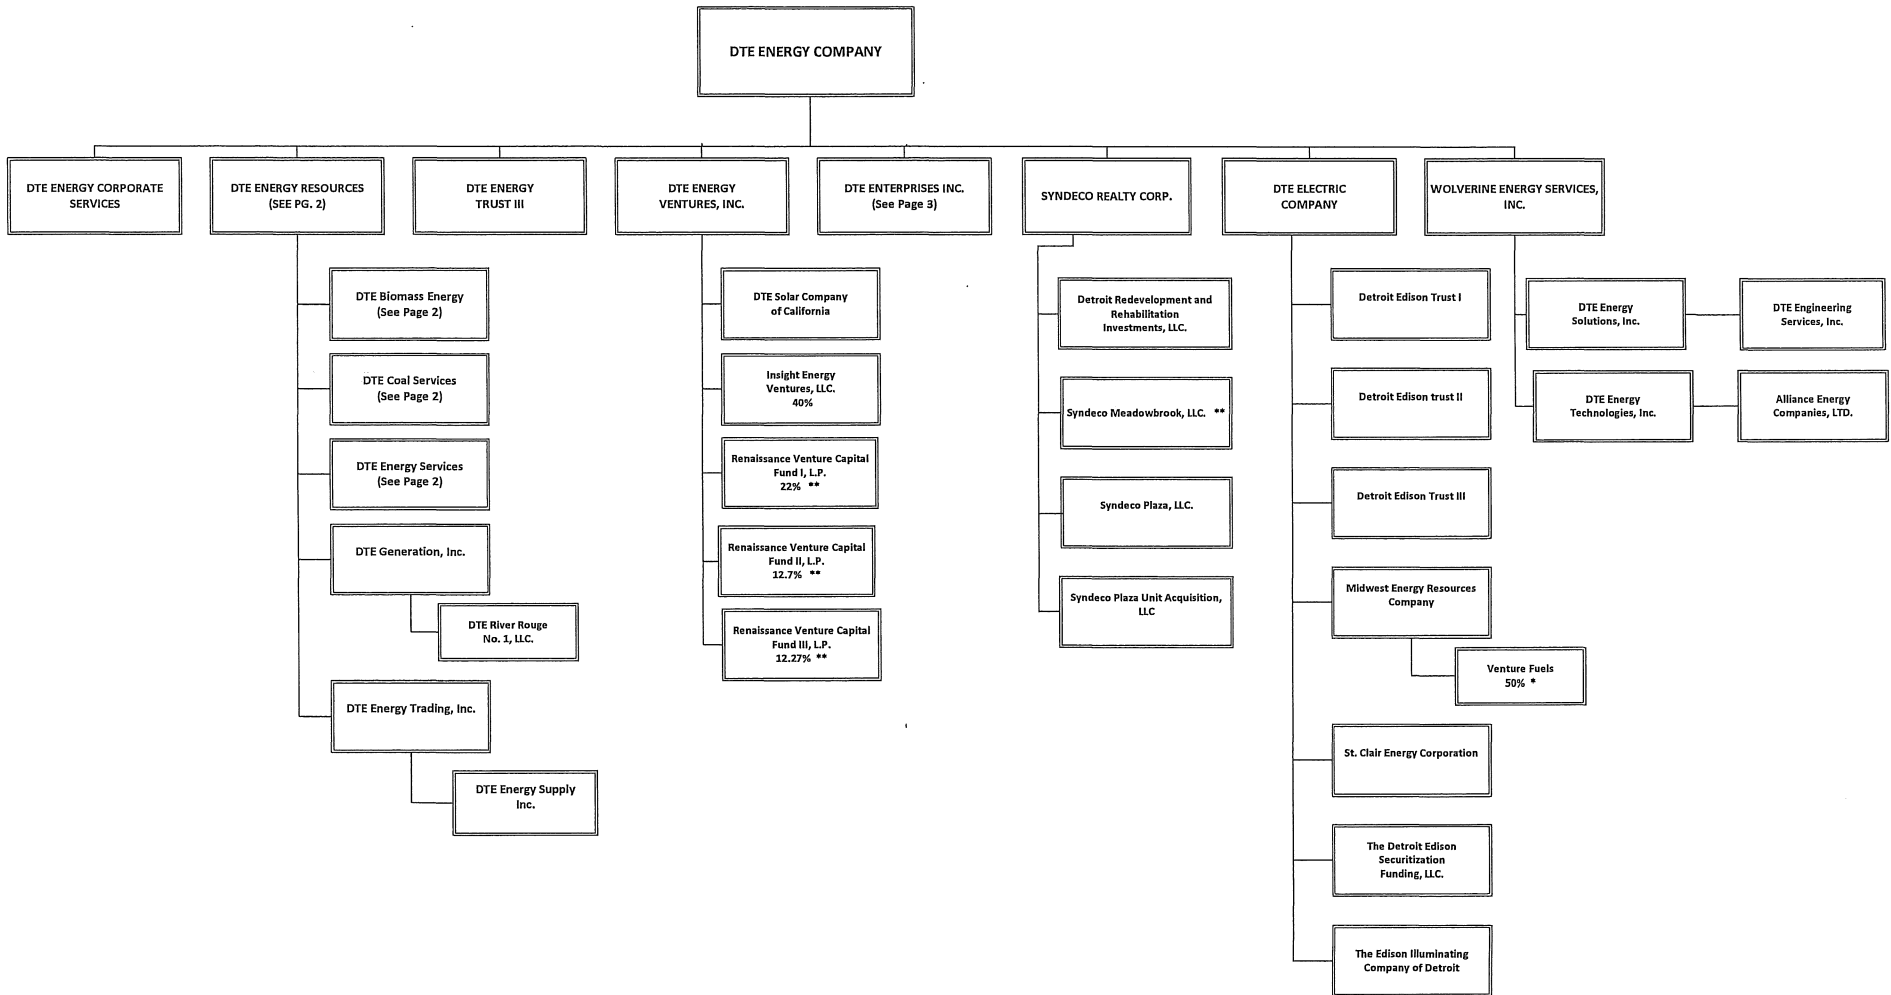 DTE ENERGY COMPANY
DTE ENERGY CORPORATE
SERVICES
DTE ENERGY RESOURCES
(SEE PG. 2)
DTE ENERGY
TRUST III
DTE ENERGY
VENTURES, INC.
DTE ENTERPRISES INC.
(See Page 3)
SYNDECO REALTY CORP.
DTE ELECTRIC
COMPANY
WOLVERINE ENERGY SERVICES,
INC.
DTE Biomass Energy
(See Page 2)
DTE Coal Services
(See Page 2)
DTE Energy Services
(See Page 2)
DTE Generation, Inc.
DTE River Rouge
No. 1, LLC.
DTE Energy Trading, Inc.
DTE Energy Supply
Inc.
DTE Solar Company
of California
Insight Energy
Ventures, LLC.
40%
Renaissance Venture Capital
Fund I, L.P.
22% **
Renaissance Venture Capital
Fund II, L.P.
12.7% **
Renaissance Venture Capital
Fund III, L.P.
12.27% **
Detroit Redevelopment and
Rehabilitation
Investments, LLC.
Syndeco Meadowbrook, LLC. **
Syndeco Plaza, LLC.
Syndeco Plaza Unit Acquisition,
LLC
Detroit Edison Trust I
Detroit Edison trust II
Detroit Edison Trust III
Midwest Energy Resources
Company
Venture Fuels
50% *
St. Clair Energy Corporation
The Detroit Edison
Securitization
Funding, LLC.
The Edison Illuminating
Company of Detroit
DTE Energy
Solutions, Inc.
DTE Engineering
Services, Inc.
DTE Energy
Technologies, Inc.
Alliance Energy
Companies, LTD.